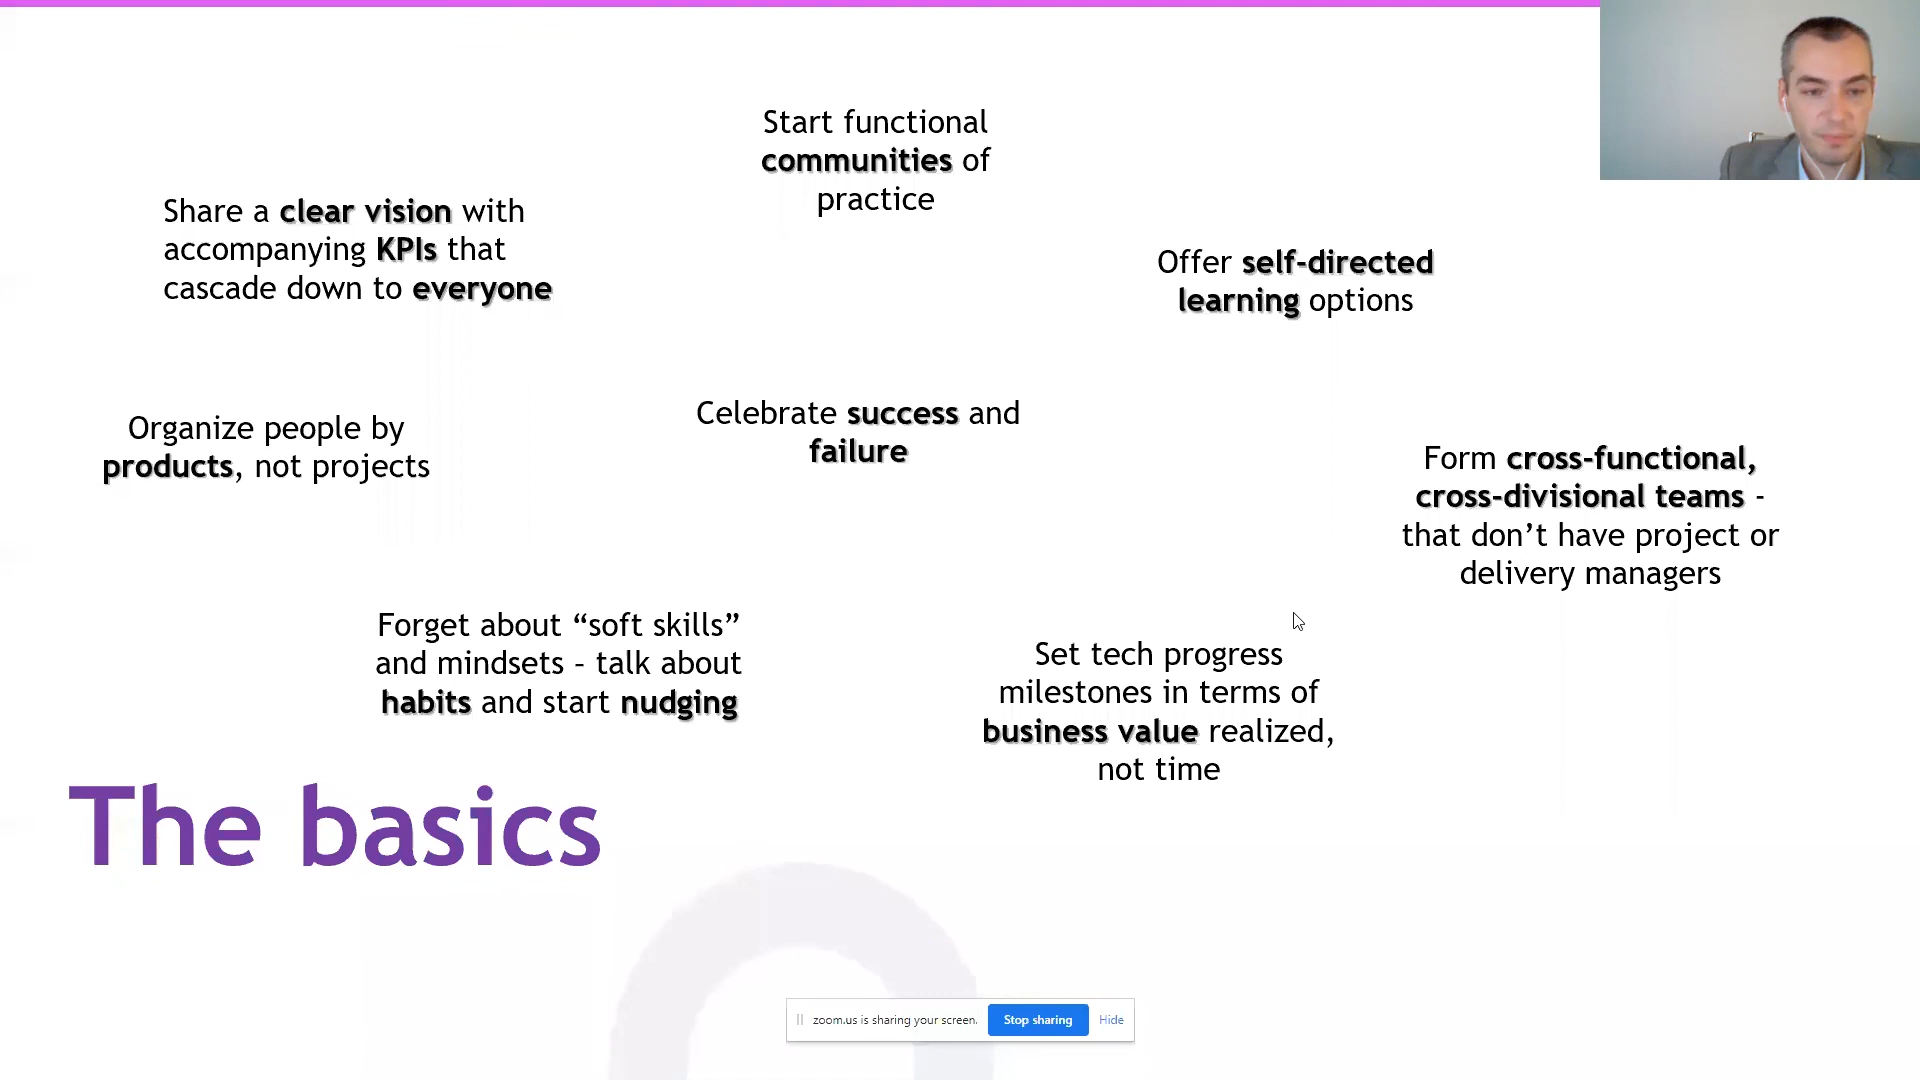 Start functional
communities of
practice
Share a clear vision with
accompanying KPIs that
cascade down to everyone
Offer self-directed
learning options
Organize people by
products, not projects
Celebrate success and
failure
Form cross-functional,
cross-divisional teams -
that don’t have project or
delivery managers
Forget about “soft skills”
and mindsets – talk about
habits and start nudging
Set tech progress
milestones in terms of
business value realized,
not time
The basics
zoom.us is sharing your screen.
Stop sharing
Hide